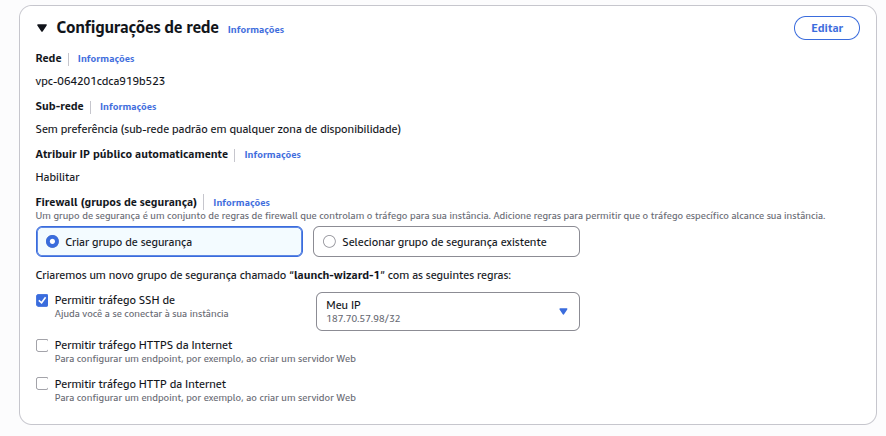 Configurações de rede Informações Editar
Rede Informações
vpc-064201cdca919b523
Sub-rede Informações
Sem preferência (sub-rede padrão em qualquer zona de disponibilidade)
Atribuir IP público automaticamente Informações
Habilitar
Firewall (grupos de segurança) Informações
Um grupo de segurança é um conjunto de regras de firewall que controlam o tráfego para sua instância. Adicione regras para permitir que o tráfego específico alcance sua instância.
Criar grupo de segurança Selecionar grupo de segurança existente
Criaremos um novo grupo de segurança chamado “launch-wizard-1” com as seguintes regras:
Permitir tráfego SSH de
Ajuda você a se conectar à sua instância
Meu IP
187.70.57.98/32
Permitir tráfego HTTPS da Internet
Para configurar um endpoint, por exemplo, ao criar um servidor Web
Permitir tráfego HTTP da Internet
Para configurar um endpoint, por exemplo, ao criar um servidor Web